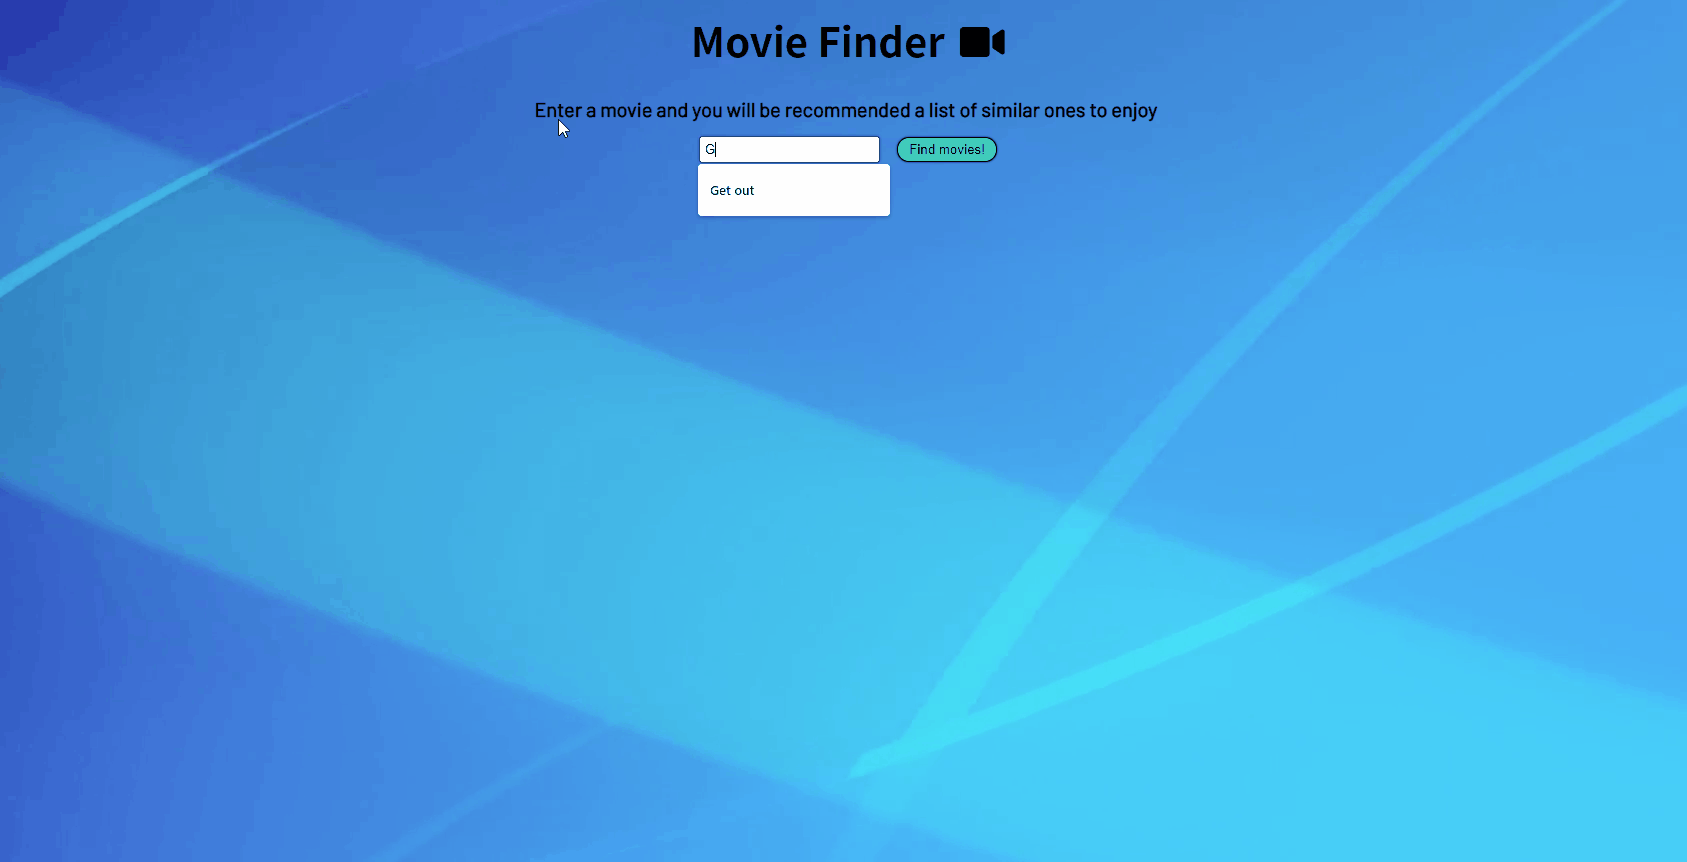 Movie Finder
Enter a movie and you will be recommended a list of similar ones to enjoy
G
Find movies!
Get out